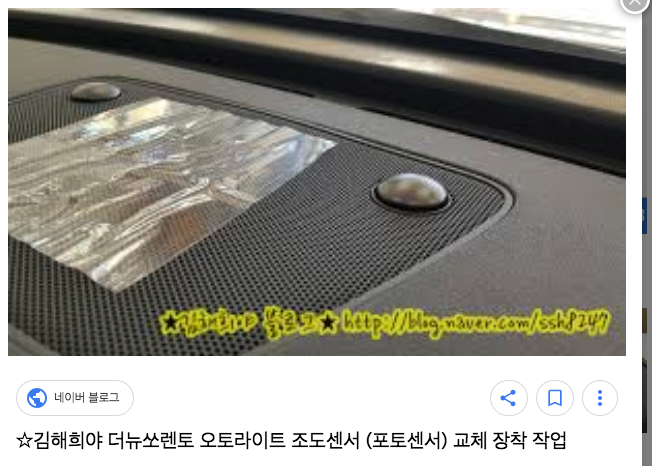 ★김해희야 블로그★ http://blog.naver.com/ssh8247
네이버 블로그
☆김해희야 더뉴쏘렌토 오토라이트 조도센서 (포토센서) 교체 장착 작업